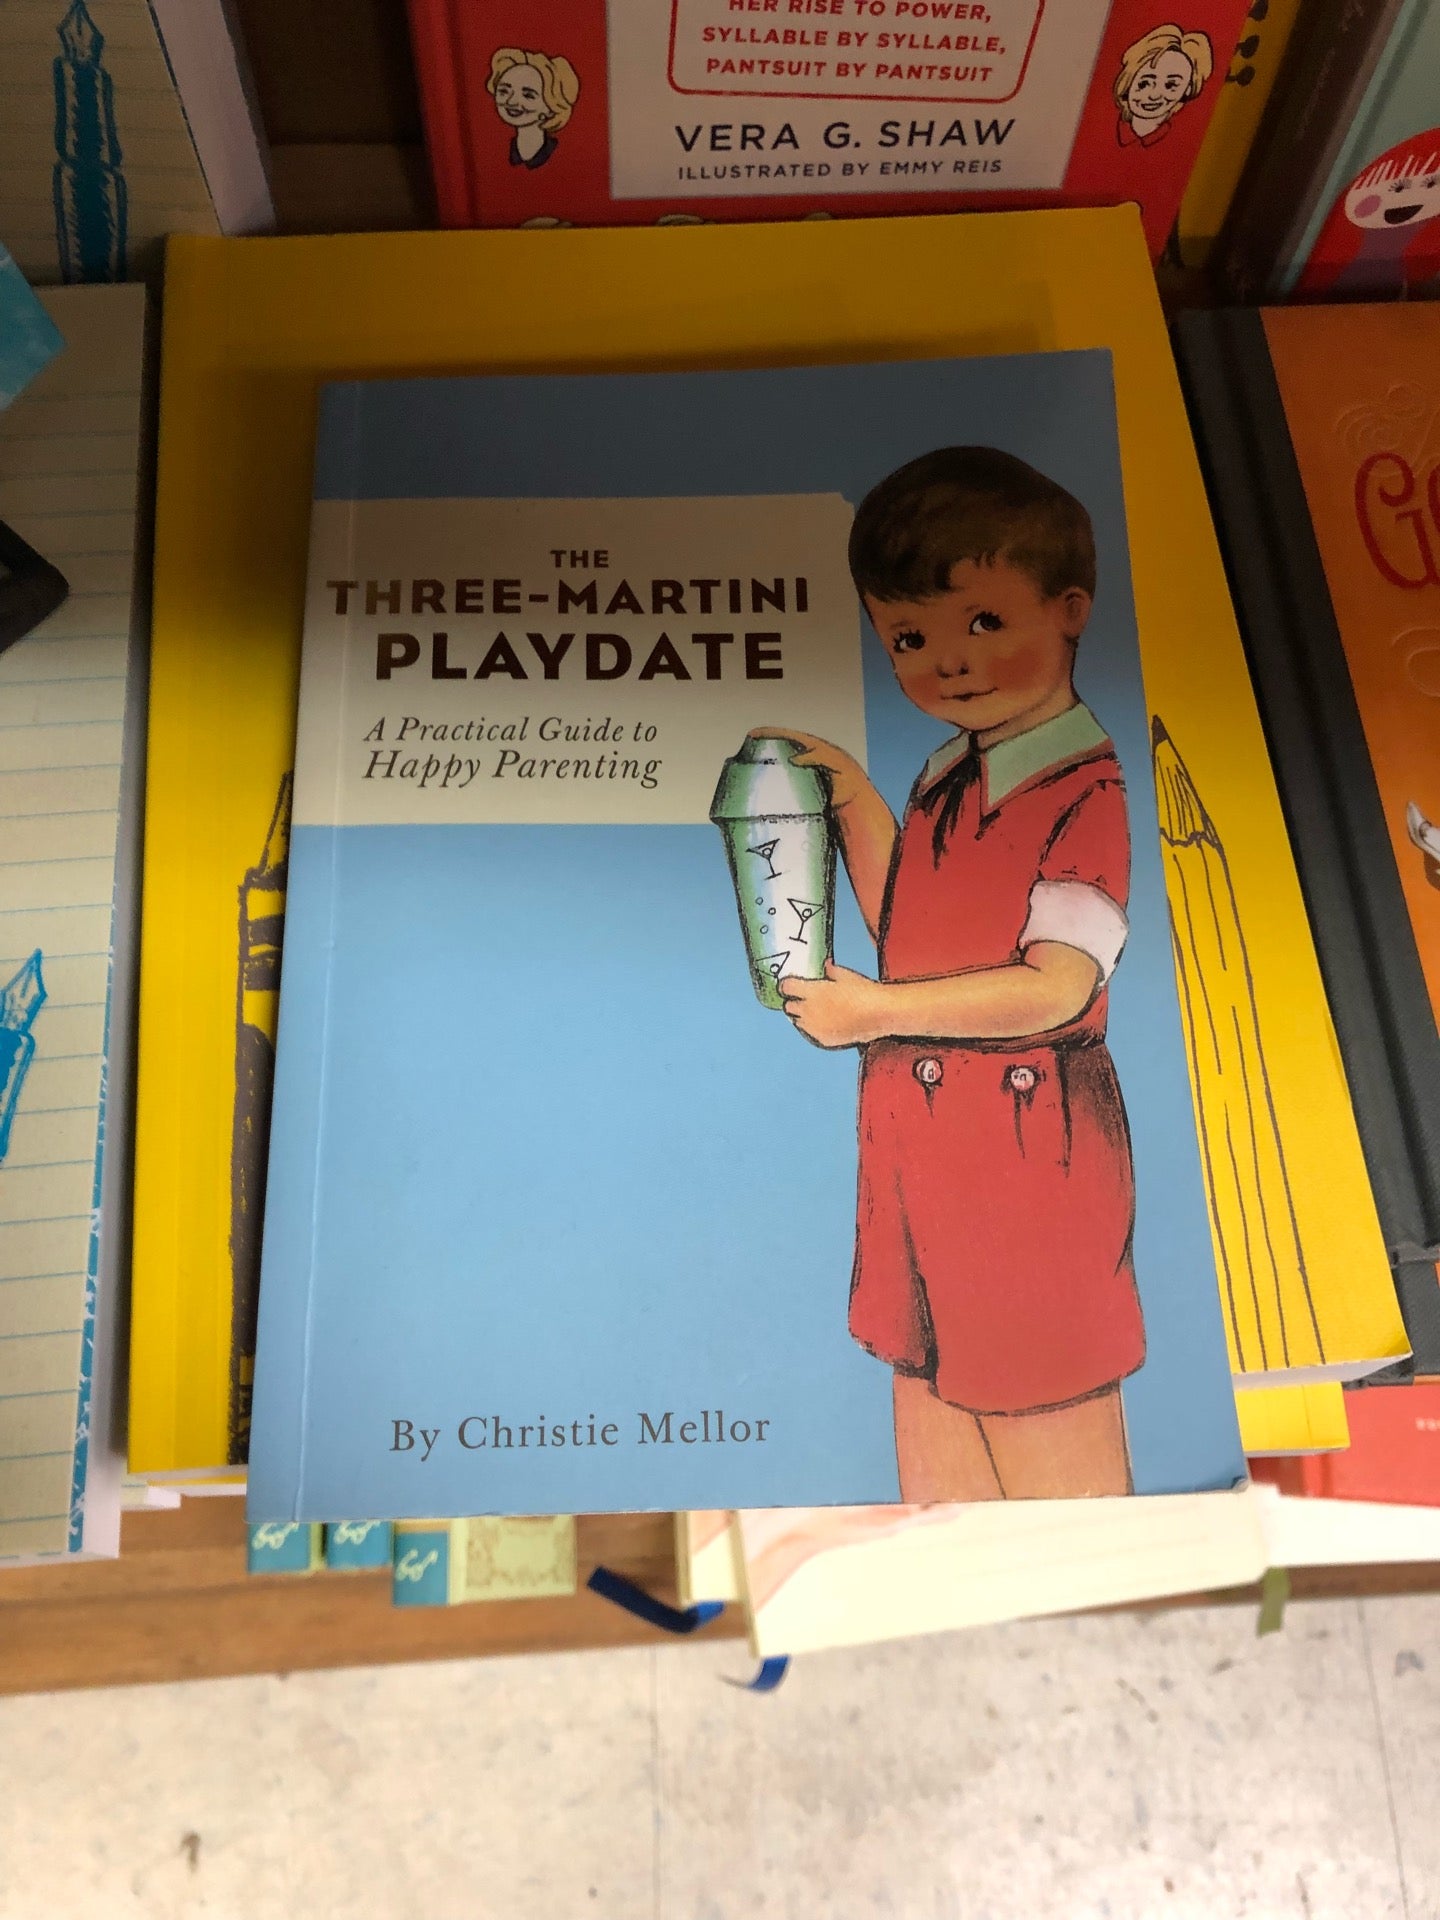 HER RISE TO POWER,
SYLLABLE BY SYLLABLE,
PANTSUIT BY PANTSUIT
VERA G. SHAW
ILLUSTRATED BY EMMY REIS
THE
THREE-MARTINI
PLAYDATE
A Practical Guide to
Happy Parenting
By Christie Mellor